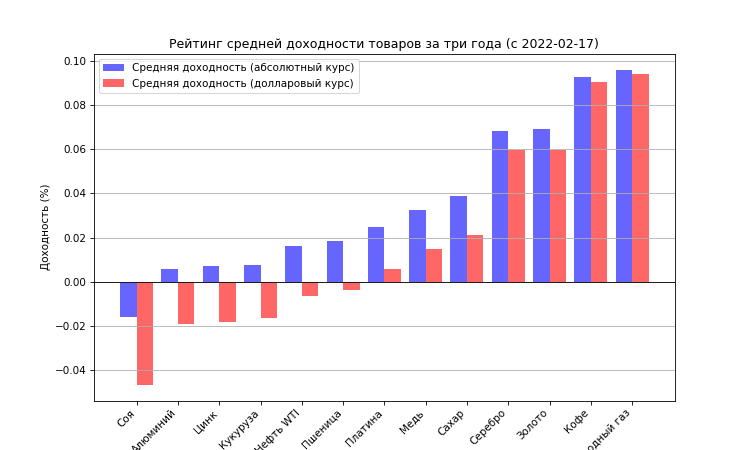 Рейтинг средней доходности товаров за три года (с 2022-02-17)
Средняя доходность (абсолютный курс)
Средняя доходность (долларовый курс)
Доходность (%)
0.10
0.08
0.06
0.04
0.02
0.00
−0.02
−0.04
Соя
Алюминий
Цинк
Кукуруза
Нефть WTI
Пшеница
Платина
Медь
Сахар
Серебро
Золото
Кофе
газ